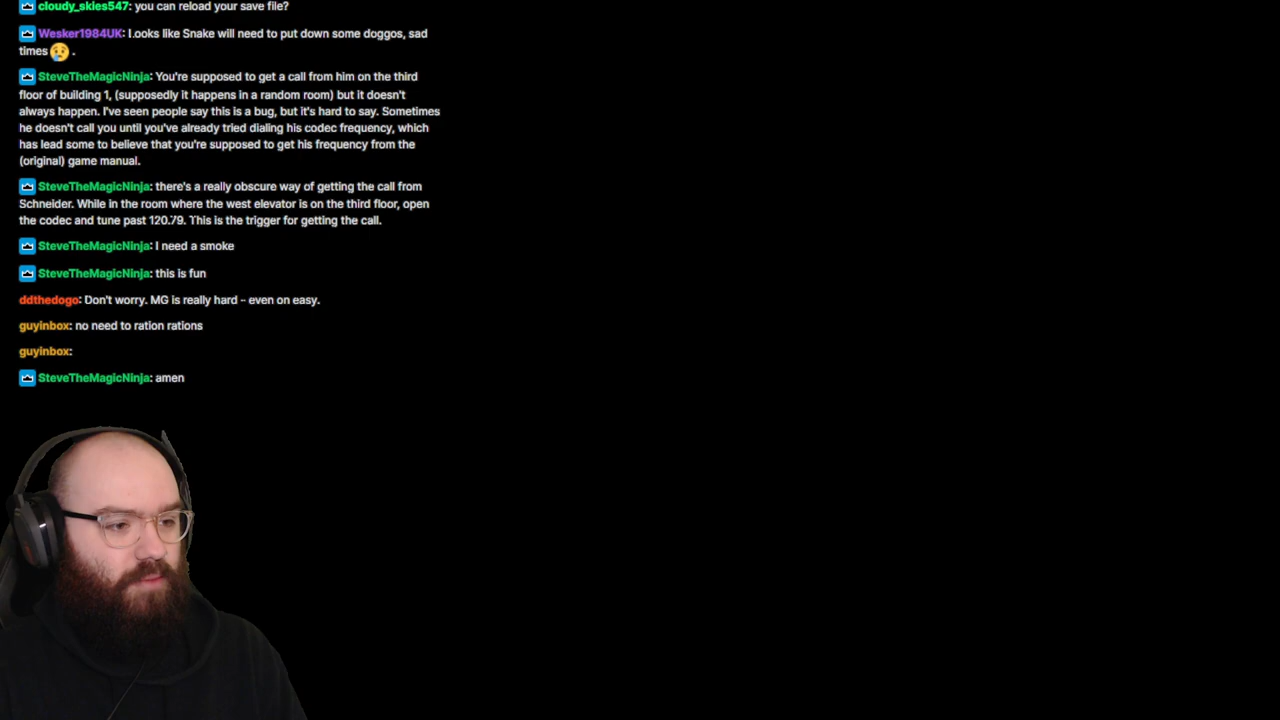 cloudy_skies547: you can reload your save file?
Wesker1984UK: Looks like Snake will need to put down some doggos, sad
times 😢 .
SteveTheMagicNinja: You're supposed to get a call from him on the third
floor of building 1, (supposedly it happens in a random room) but it doesn't
always happen. I've seen people say this is a bug, but it's hard to say. Sometimes
he doesn't call you until you've already tried dialing his codec frequency, which
has lead some to believe that you're supposed to get his frequency from the
(original) game manual.
SteveTheMagicNinja: there's a really obscure way of getting the call from
Schneider. While in the room where the west elevator is on the third floor, open
the codec and tune past 120.79. This is the trigger for getting the call.
SteveTheMagicNinja: I need a smoke
SteveTheMagicNinja: this is fun
ddthedogo: Don't worry. MG is really hard -- even on easy.
guyinbox: no need to ration rations
guyinbox:
SteveTheMagicNinja: amen